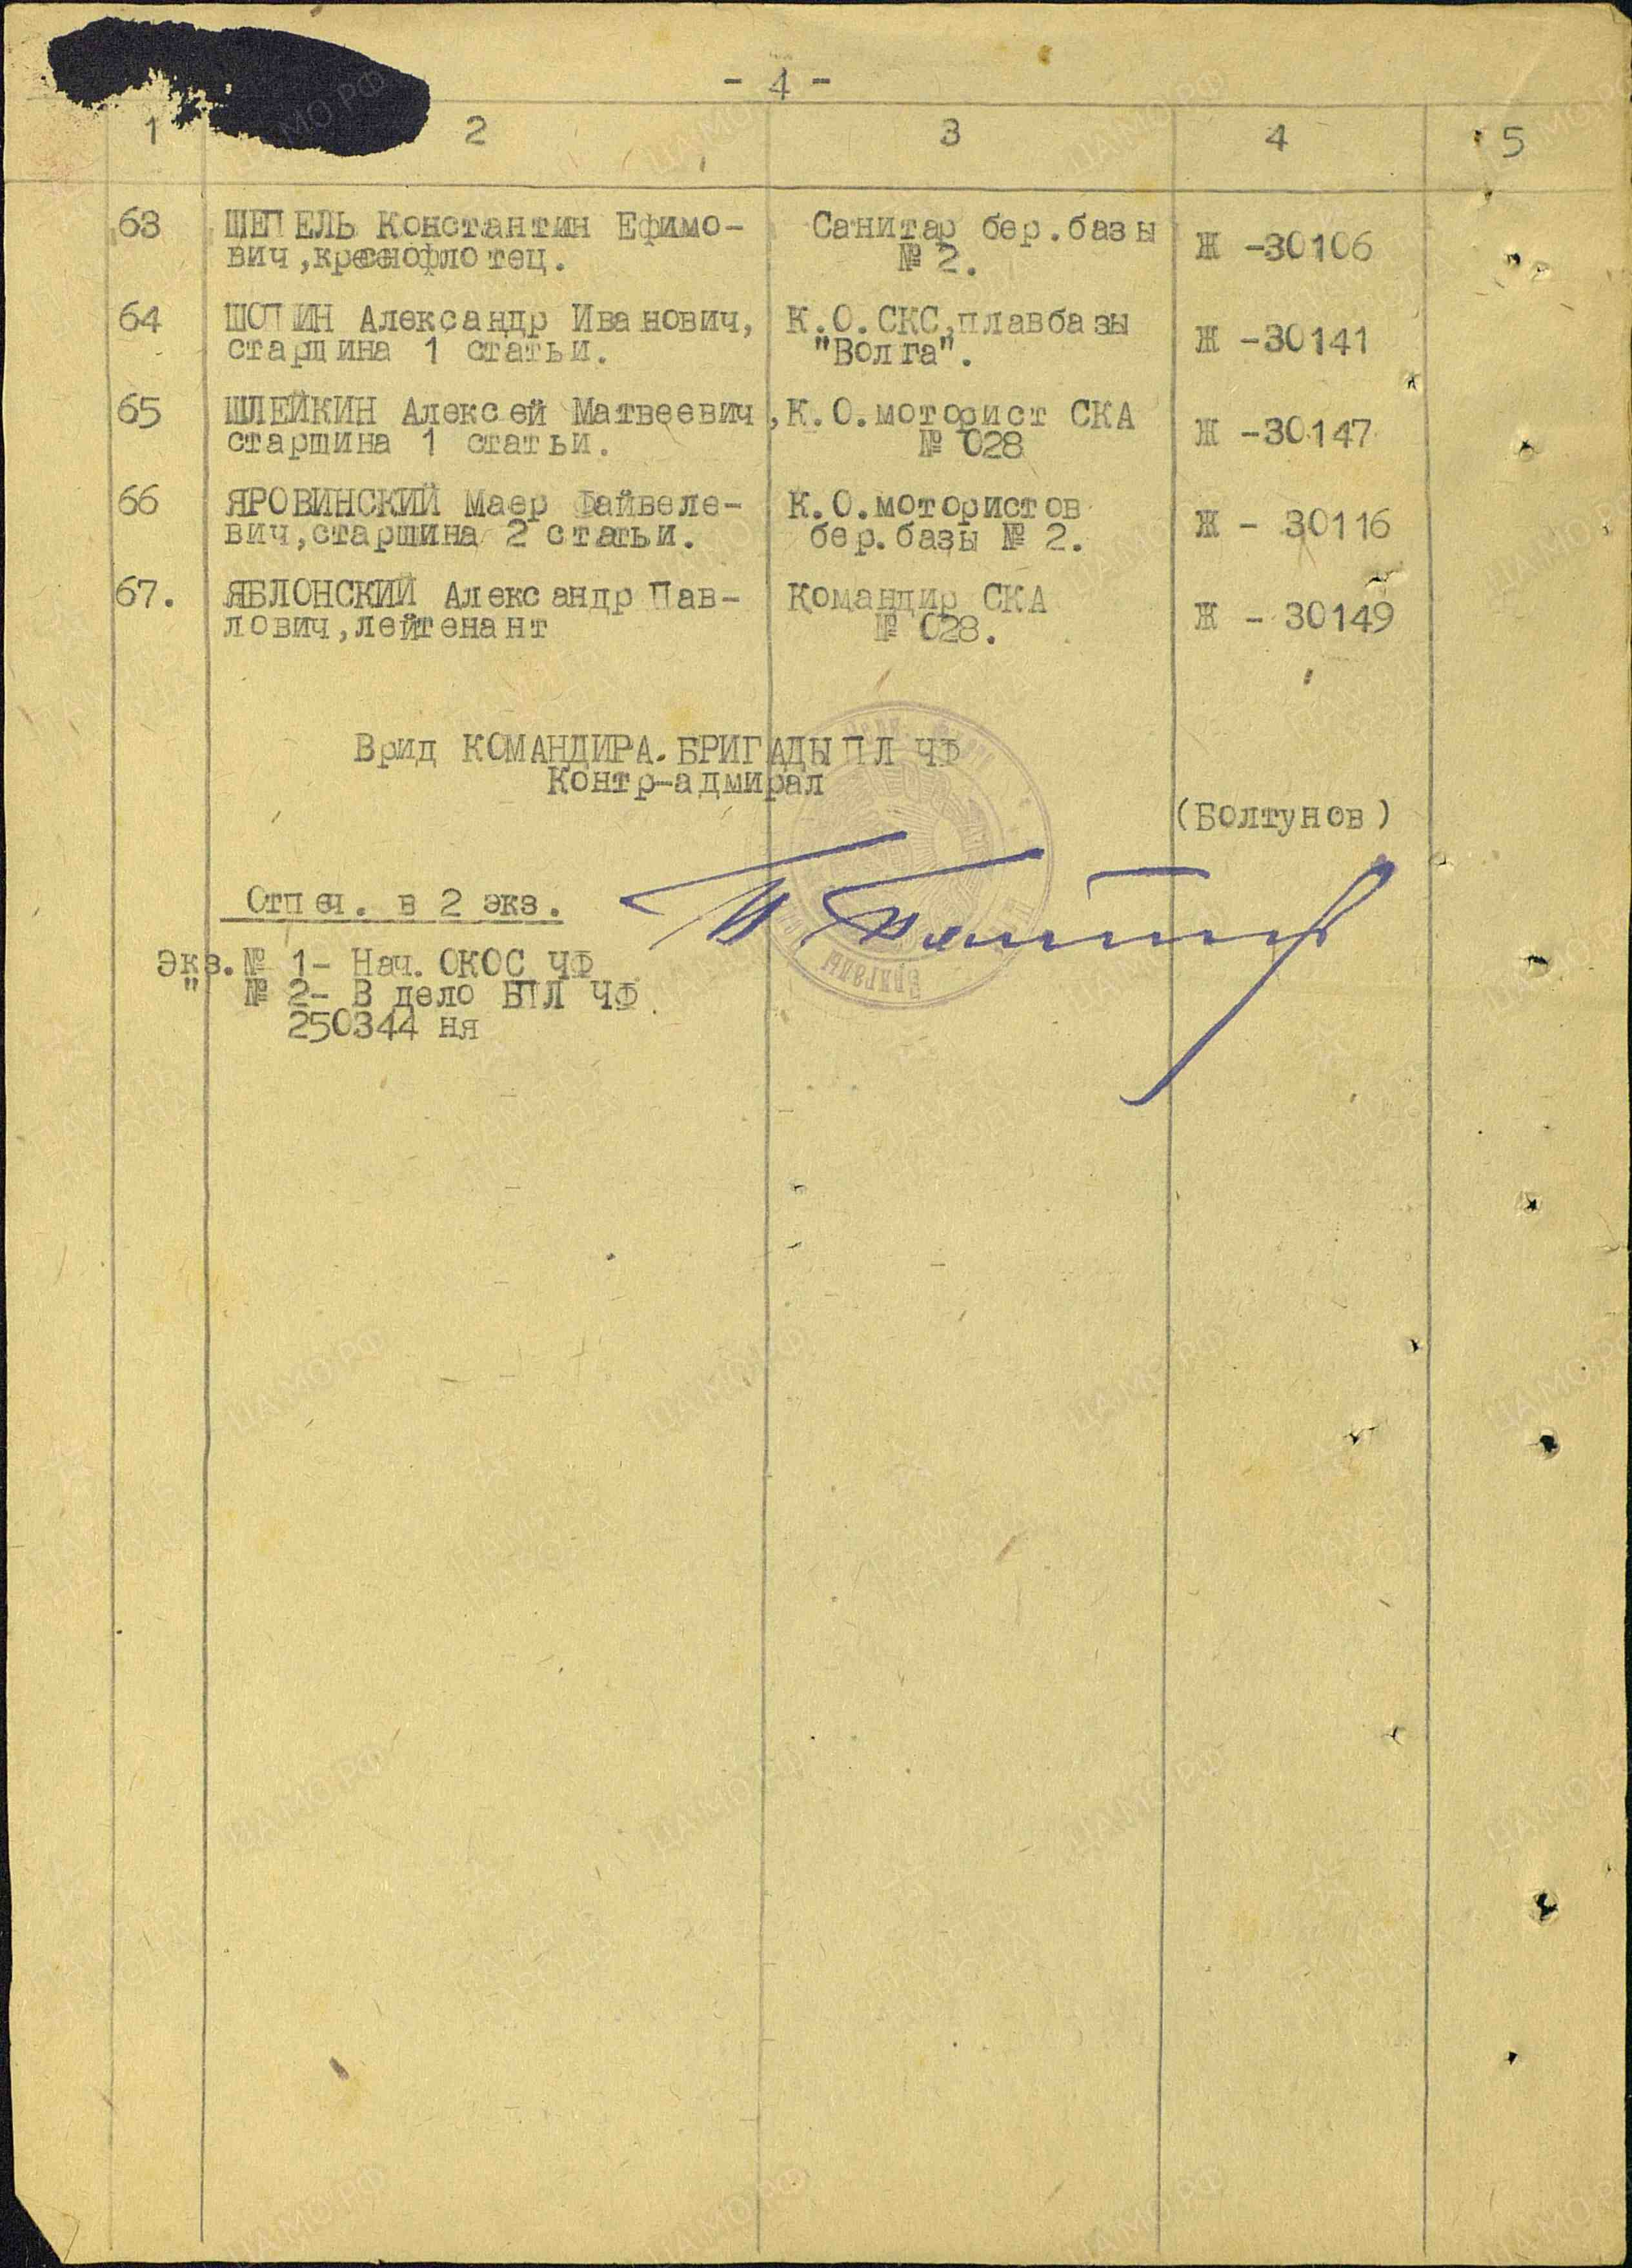 - 4 -
1 2 3 4 5
63 ШЕПЕЛЬ Константин Ефимо- Санитар бер.базы Ж -30106
вич,краснофлотец. № 2.
64 ШОПИН Александр Иванович, К.О.СКС,плавбазы Ж -30141
старшина 1 статьи. "Волга".
65 ШЛЕЙКИН Алексей Матвеевич, К.О.моторист СКА Ж -30147
старшина 1 статьи. № 028
66 ЯРОВИНСКИЙ Маер Файвеле- К.О.мотористов Ж - 30116
вич,старшина 2 статьи. бер.базы № 2.
67. ЯБЛОНСКИЙ Александр Пав- Командир СКА Ж - 30149
лович,лейтенант № 028.
Врид КОМАНДИРА.БРИГАДЫ ПЛ ЧФ
Контр-адмирал
(Болтунов)
Отпеч. в 2 экз.
Экз.№ 1- Нач. ОКОС ЧФ
" № 2- В дело БПЛ ЧФ
250344 ня
Бригады
ЦАМО РФ